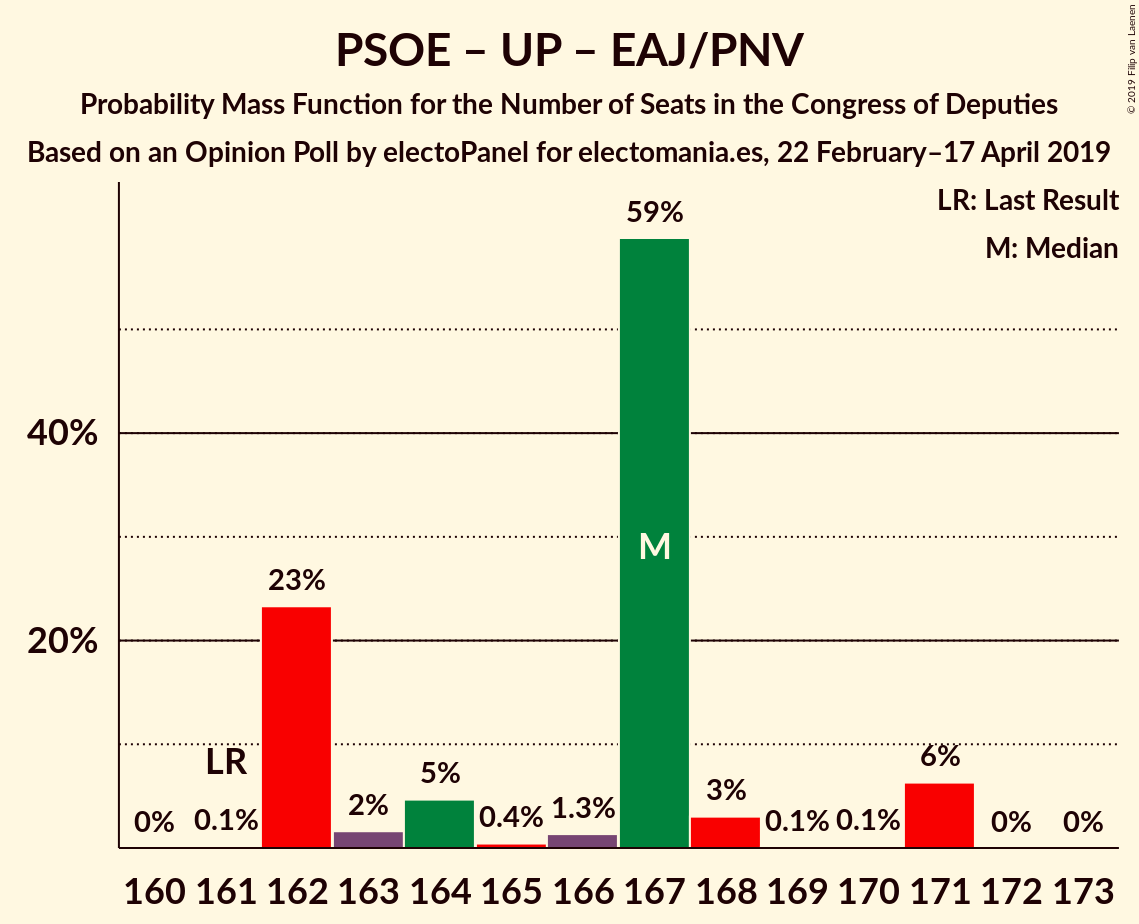 PSOE – UP – EAJ/PNV
Probability Mass Function for the Number of Seats in the Congress of Deputies
Based on an Opinion Poll by electoPanel for electomania.es, 22 February–17 April 2019
© 2019 Filip van Laenen
LR: Last Result
M: Median
59%
40%
M
23%
20%
LR
6%
5%
3%
2%
1.3%
0.4%
0% 0.1% 0.1% 0.1% 0% 0%
160 161 162 163 164 165 166 167 168 169 170 171 172 173